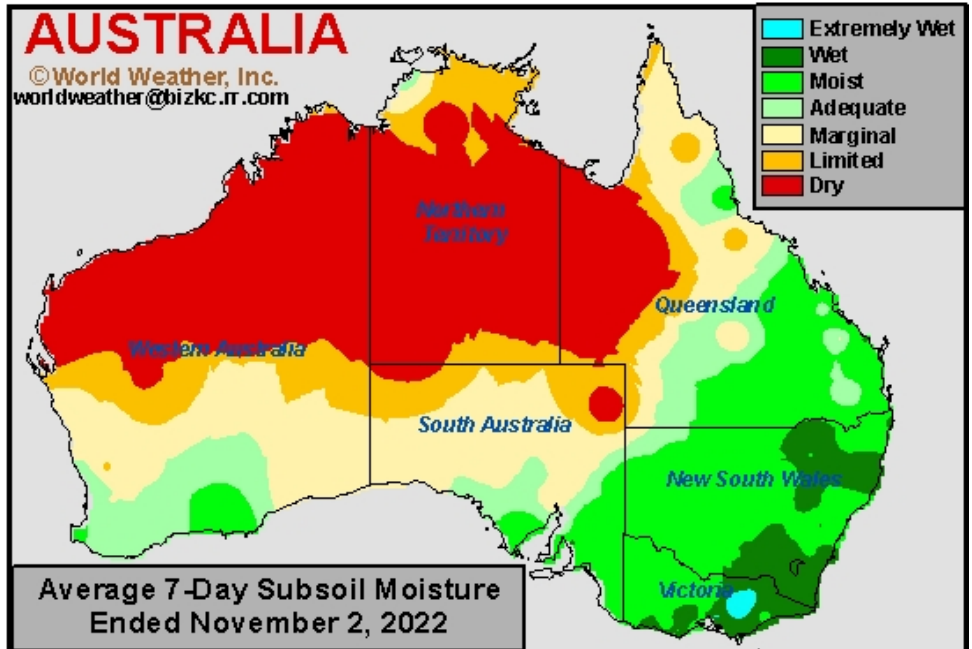 AUSTRALIA
©World Weather, Inc.
worldweather@bizkc.rr.com
Extremely Wet
Wet
Moist
Adequate
Marginal
Limited
Dry
Northern
Territory
Queensland
Western Australia
South Australia
New South Wales
Victoria
Average 7-Day Subsoil Moisture
Ended November 2, 2022